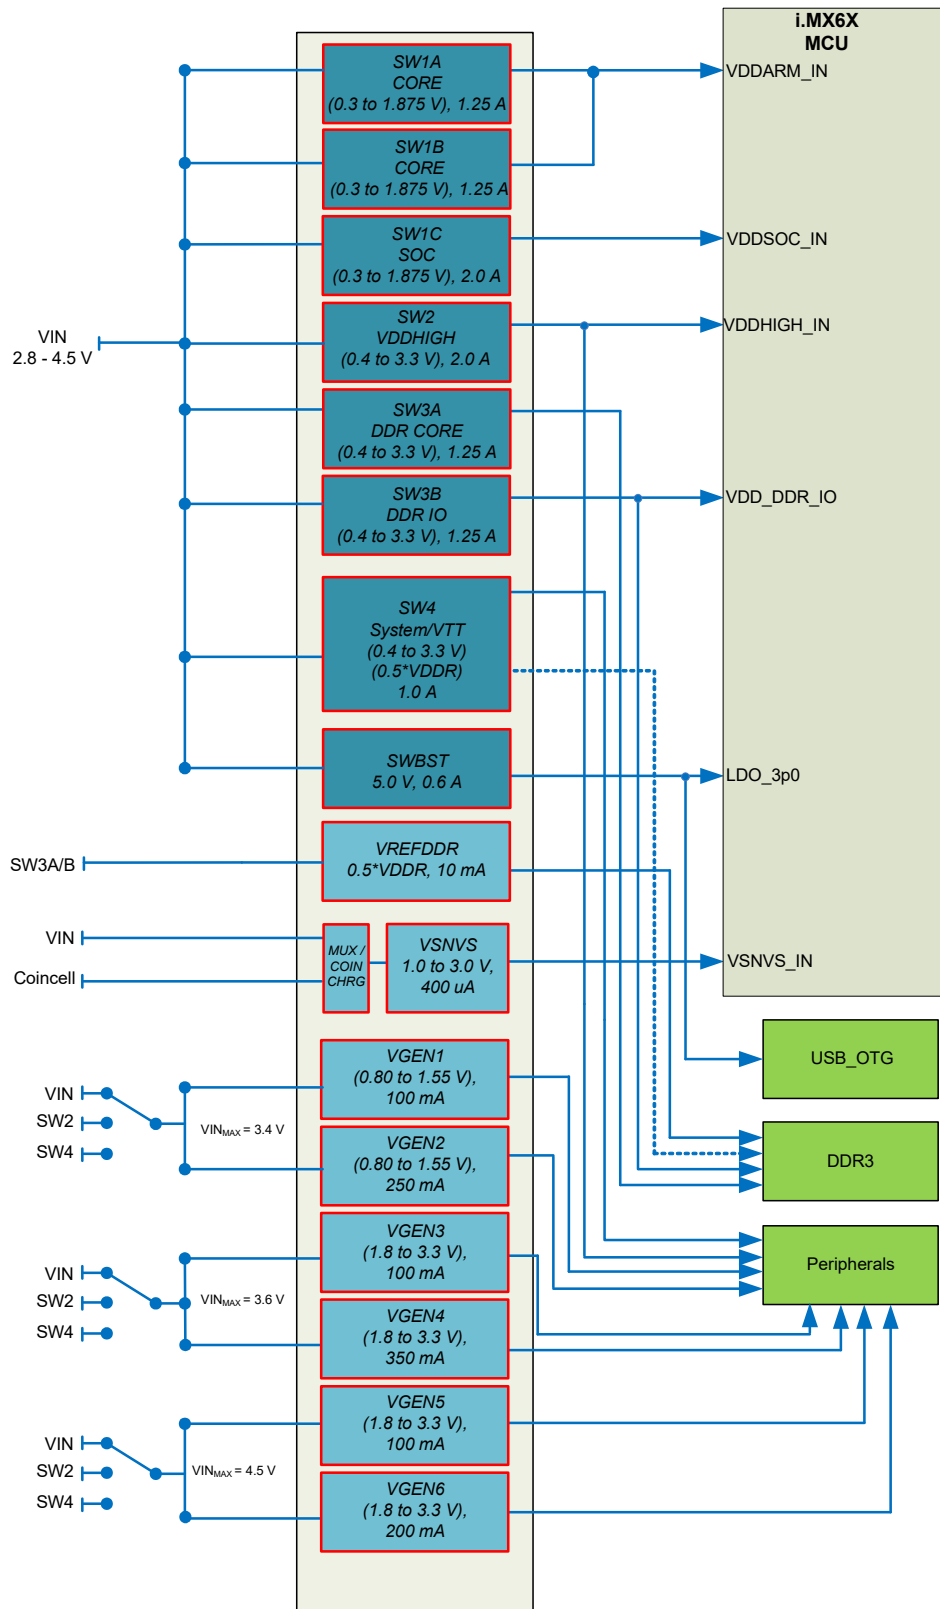 i.MX6X
MCU
SW1A
CORE
(0.3 to 1.875 V), 1.25 A
VDDARM_IN
SW1B
CORE
(0.3 to 1.875 V), 1.25 A
SW1C
SOC
(0.3 to 1.875 V), 2.0 A
VDDSOC_IN
VIN
2.8 - 4.5 V
SW2
VDDHIGH
(0.4 to 3.3 V), 2.0 A
VDDHIGH_IN
SW3A
DDR CORE
(0.4 to 3.3 V), 1.25 A
SW3B
DDR IO
(0.4 to 3.3 V), 1.25 A
VDD_DDR_IO
SW4
System/VTT
(0.4 to 3.3 V)
(0.5*VDDR)
1.0 A
SWBST
5.0 V, 0.6 A
LDO_3p0
SW3A/B
VREFDDR
0.5*VDDR, 10 mA
VIN
Coincell
MUX /
COIN
CHRG
VSNVS
1.0 to 3.0 V,
400 uA
VSNVS_IN
USB_OTG
VIN
SW2
SW4
VINMAX = 3.4 V
VGEN1
(0.80 to 1.55 V),
100 mA
VGEN2
(0.80 to 1.55 V),
250 mA
DDR3
VIN
SW2
SW4
VINMAX = 3.6 V
VGEN3
(1.8 to 3.3 V),
100 mA
VGEN4
(1.8 to 3.3 V),
350 mA
Peripherals
VIN
SW2
SW4
VINMAX = 4.5 V
VGEN5
(1.8 to 3.3 V),
100 mA
VGEN6
(1.8 to 3.3 V),
200 mA